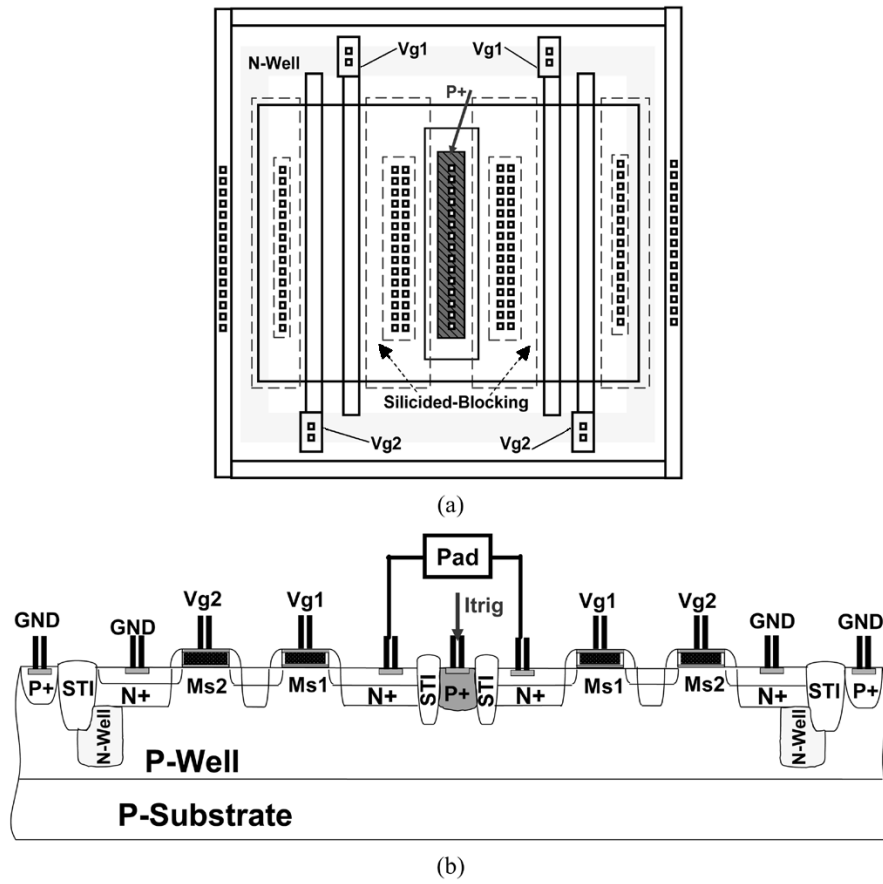 Vg1 Vg1
N-Well
P+
Silicided-Blocking
Vg2 Vg2
(a)
Pad
Vg2 Vg1 Itrig Vg1 Vg2
GND GND GND GND
P+ STI N+ Ms2 Ms1 N+ STI P+ STI N+ Ms1 Ms2 N+ STI P+
N-Well N-Well
P-Well
P-Substrate
(b)